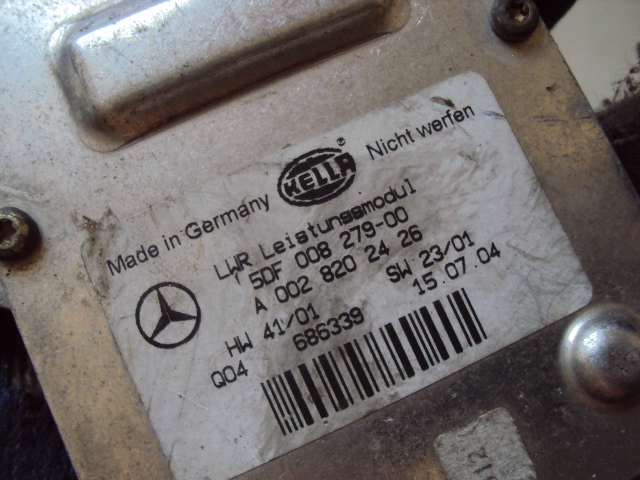 Made in Germany HELLA ® Nicht werfen
LWR Leistungsmodul
5DF 008 279-00
A 002 820 24 26
HW 41/01 SW 23/01
Q04 686339 15.07.04